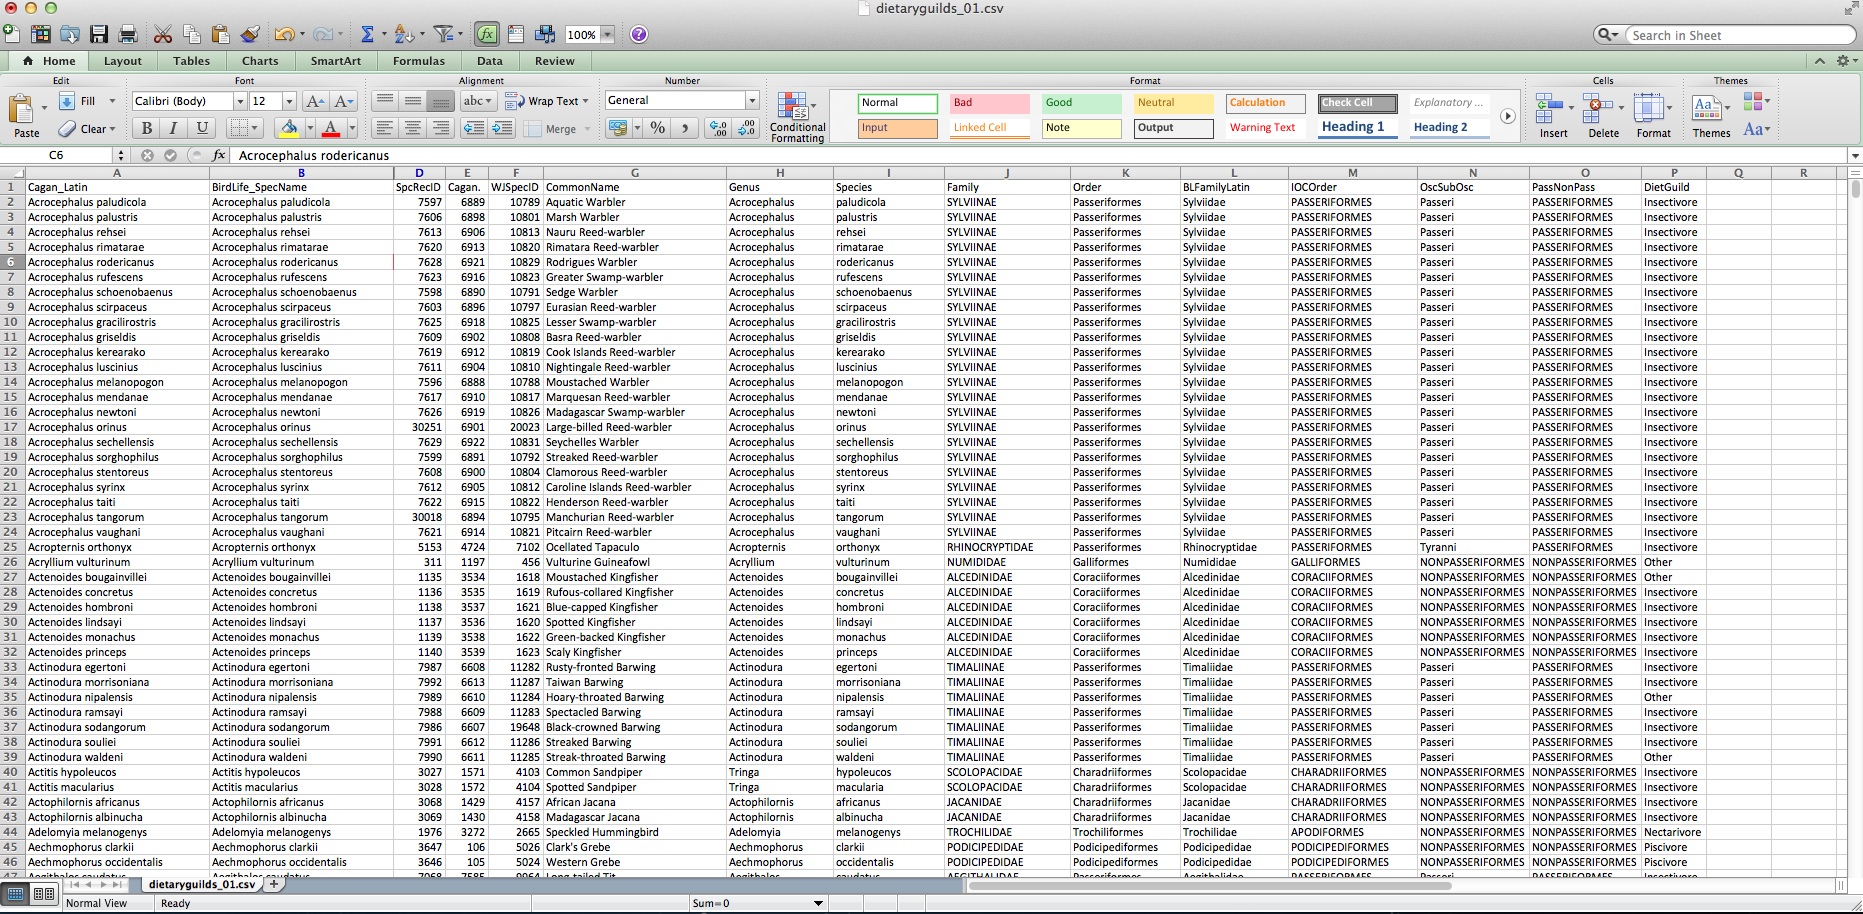 dietaryguilds_01.csv
100% Search in Sheet
Home Layout Tables Charts SmartArt Formulas Data Review
Edit Font Alignment Number Format Cells Themes
Fill Calibri (Body) 12 A A abc Wrap Text General Normal Bad Good Neutral Calculation Check Cell Explanatory ...
Paste Clear B I U A Merge % Conditional Formatting Input Linked Cell Note Output Warning Text Heading 1 Heading 2 Insert Delete Format Themes Aa
C6 fx Acrocephalus rodericanus
A B D E F G H I J K L M N O P Q R
1 Cagan_Latin BirdLife_SpecName SpcRecID Cagan. WJSpecID CommonName Genus Species Family Order BLFamilyLatin IOCOrder OscSubOsc PassNonPass DietGuild
2 Acrocephalus paludicola Acrocephalus paludicola 7597 6889 10789 Aquatic Warbler Acrocephalus paludicola SYLVIINAE Passeriformes Sylviidae PASSERIFORMES Passeri PASSERIFORMES Insectivore
3 Acrocephalus palustris Acrocephalus palustris 7606 6898 10801 Marsh Warbler Acrocephalus palustris SYLVIINAE Passeriformes Sylviidae PASSERIFORMES Passeri PASSERIFORMES Insectivore
4 Acrocephalus rehsei Acrocephalus rehsei 7613 6906 10813 Nauru Reed-warbler Acrocephalus rehsei SYLVIINAE Passeriformes Sylviidae PASSERIFORMES Passeri PASSERIFORMES Insectivore
5 Acrocephalus rimatarae Acrocephalus rimatarae 7620 6913 10820 Rimatara Reed-warbler Acrocephalus rimatarae SYLVIINAE Passeriformes Sylviidae PASSERIFORMES Passeri PASSERIFORMES Insectivore
6 Acrocephalus rodericanus Acrocephalus rodericanus 7628 6921 10829 Rodrigues Warbler Acrocephalus rodericanus SYLVIINAE Passeriformes Sylviidae PASSERIFORMES Passeri PASSERIFORMES Insectivore
7 Acrocephalus rufescens Acrocephalus rufescens 7623 6916 10823 Greater Swamp-warbler Acrocephalus rufescens SYLVIINAE Passeriformes Sylviidae PASSERIFORMES Passeri PASSERIFORMES Insectivore
8 Acrocephalus schoenobaenus Acrocephalus schoenobaenus 7598 6890 10791 Sedge Warbler Acrocephalus schoenobaenus SYLVIINAE Passeriformes Sylviidae PASSERIFORMES Passeri PASSERIFORMES Insectivore
9 Acrocephalus scirpaceus Acrocephalus scirpaceus 7603 6896 10797 Eurasian Reed-warbler Acrocephalus scirpaceus SYLVIINAE Passeriformes Sylviidae PASSERIFORMES Passeri PASSERIFORMES Insectivore
10 Acrocephalus gracilirostris Acrocephalus gracilirostris 7625 6918 10825 Lesser Swamp-warbler Acrocephalus gracilirostris SYLVIINAE Passeriformes Sylviidae PASSERIFORMES Passeri PASSERIFORMES Insectivore
11 Acrocephalus griseldis Acrocephalus griseldis 7609 6902 10808 Basra Reed-warbler Acrocephalus griseldis SYLVIINAE Passeriformes Sylviidae PASSERIFORMES Passeri PASSERIFORMES Insectivore
12 Acrocephalus kerearako Acrocephalus kerearako 7619 6912 10819 Cook Islands Reed-warbler Acrocephalus kerearako SYLVIINAE Passeriformes Sylviidae PASSERIFORMES Passeri PASSERIFORMES Insectivore
13 Acrocephalus luscinius Acrocephalus luscinius 7611 6904 10810 Nightingale Reed-warbler Acrocephalus luscinius SYLVIINAE Passeriformes Sylviidae PASSERIFORMES Passeri PASSERIFORMES Insectivore
14 Acrocephalus melanopogon Acrocephalus melanopogon 7596 6888 10788 Moustached Warbler Acrocephalus melanopogon SYLVIINAE Passeriformes Sylviidae PASSERIFORMES Passeri PASSERIFORMES Insectivore
15 Acrocephalus mendanae Acrocephalus mendanae 7617 6910 10817 Marquesan Reed-warbler Acrocephalus mendanae SYLVIINAE Passeriformes Sylviidae PASSERIFORMES Passeri PASSERIFORMES Insectivore
16 Acrocephalus newtoni Acrocephalus newtoni 7626 6919 10826 Madagascar Swamp-warbler Acrocephalus newtoni SYLVIINAE Passeriformes Sylviidae PASSERIFORMES Passeri PASSERIFORMES Insectivore
17 Acrocephalus orinus Acrocephalus orinus 30251 6901 20023 Large-billed Reed-warbler Acrocephalus orinus SYLVIINAE Passeriformes Sylviidae PASSERIFORMES Passeri PASSERIFORMES Insectivore
18 Acrocephalus sechellensis Acrocephalus sechellensis 7629 6922 10831 Seychelles Warbler Acrocephalus sechellensis SYLVIINAE Passeriformes Sylviidae PASSERIFORMES Passeri PASSERIFORMES Insectivore
19 Acrocephalus sorghophilus Acrocephalus sorghophilus 7599 6891 10792 Streaked Reed-warbler Acrocephalus sorghophilus SYLVIINAE Passeriformes Sylviidae PASSERIFORMES Passeri PASSERIFORMES Insectivore
20 Acrocephalus stentoreus Acrocephalus stentoreus 7608 6900 10804 Clamorous Reed-warbler Acrocephalus stentoreus SYLVIINAE Passeriformes Sylviidae PASSERIFORMES Passeri PASSERIFORMES Insectivore
21 Acrocephalus syrinx Acrocephalus syrinx 7612 6905 10812 Caroline Islands Reed-warbler Acrocephalus syrinx SYLVIINAE Passeriformes Sylviidae PASSERIFORMES Passeri PASSERIFORMES Insectivore
22 Acrocephalus taiti Acrocephalus taiti 7622 6915 10822 Henderson Reed-warbler Acrocephalus taiti SYLVIINAE Passeriformes Sylviidae PASSERIFORMES Passeri PASSERIFORMES Insectivore
23 Acrocephalus tangorum Acrocephalus tangorum 30018 6894 10795 Manchurian Reed-warbler Acrocephalus tangorum SYLVIINAE Passeriformes Sylviidae PASSERIFORMES Passeri PASSERIFORMES Insectivore
24 Acrocephalus vaughani Acrocephalus vaughani 7621 6914 10821 Pitcairn Reed-warbler Acrocephalus vaughani SYLVIINAE Passeriformes Sylviidae PASSERIFORMES Passeri PASSERIFORMES Insectivore
25 Acropternis orthonyx Acropternis orthonyx 5153 4724 7102 Ocellated Tapaculo Acropternis orthonyx RHINOCRYPTIDAE Passeriformes Rhinocryptidae PASSERIFORMES Tyranni PASSERIFORMES Insectivore
26 Acryllium vulturinum Acryllium vulturinum 311 1197 456 Vulturine Guineafowl Acryllium vulturinum NUMIDIDAE Galliformes Numididae GALLIFORMES NONPASSERIFORMES NONPASSERIFORMES Other
27 Actenoides bougainvillei Actenoides bougainvillei 1135 3534 1618 Moustached Kingfisher Actenoides bougainvillei ALCEDINIDAE Coraciiformes Alcedinidae CORACIIFORMES NONPASSERIFORMES NONPASSERIFORMES Other
28 Actenoides concretus Actenoides concretus 1136 3535 1619 Rufous-collared Kingfisher Actenoides concretus ALCEDINIDAE Coraciiformes Alcedinidae CORACIIFORMES NONPASSERIFORMES NONPASSERIFORMES Insectivore
29 Actenoides hombroni Actenoides hombroni 1138 3537 1621 Blue-capped Kingfisher Actenoides hombroni ALCEDINIDAE Coraciiformes Alcedinidae CORACIIFORMES NONPASSERIFORMES NONPASSERIFORMES Insectivore
30 Actenoides lindsayi Actenoides lindsayi 1137 3536 1620 Spotted Kingfisher Actenoides lindsayi ALCEDINIDAE Coraciiformes Alcedinidae CORACIIFORMES NONPASSERIFORMES NONPASSERIFORMES Insectivore
31 Actenoides monachus Actenoides monachus 1139 3538 1622 Green-backed Kingfisher Actenoides monachus ALCEDINIDAE Coraciiformes Alcedinidae CORACIIFORMES NONPASSERIFORMES NONPASSERIFORMES Insectivore
32 Actenoides princeps Actenoides princeps 1140 3539 1623 Scaly Kingfisher Actenoides princeps ALCEDINIDAE Coraciiformes Alcedinidae CORACIIFORMES NONPASSERIFORMES NONPASSERIFORMES Insectivore
33 Actinodura egertoni Actinodura egertoni 7987 6608 11282 Rusty-fronted Barwing Actinodura egertoni TIMALIINAE Passeriformes Timaliidae PASSERIFORMES Passeri PASSERIFORMES Insectivore
34 Actinodura morrisoniana Actinodura morrisoniana 7992 6613 11287 Taiwan Barwing Actinodura morrisoniana TIMALIINAE Passeriformes Timaliidae PASSERIFORMES Passeri PASSERIFORMES Insectivore
35 Actinodura nipalensis Actinodura nipalensis 7989 6610 11284 Hoary-throated Barwing Actinodura nipalensis TIMALIINAE Passeriformes Timaliidae PASSERIFORMES Passeri PASSERIFORMES Other
36 Actinodura ramsayi Actinodura ramsayi 7988 6609 11283 Spectacled Barwing Actinodura ramsayi TIMALIINAE Passeriformes Timaliidae PASSERIFORMES Passeri PASSERIFORMES Insectivore
37 Actinodura sodangorum Actinodura sodangorum 7986 6607 19648 Black-crowned Barwing Actinodura sodangorum TIMALIINAE Passeriformes Timaliidae PASSERIFORMES Passeri PASSERIFORMES Insectivore
38 Actinodura souliei Actinodura souliei 7991 6612 11286 Streaked Barwing Actinodura souliei TIMALIINAE Passeriformes Timaliidae PASSERIFORMES Passeri PASSERIFORMES Insectivore
39 Actinodura waldeni Actinodura waldeni 7990 6611 11285 Streak-throated Barwing Actinodura waldeni TIMALIINAE Passeriformes Timaliidae PASSERIFORMES Passeri PASSERIFORMES Other
40 Actitis hypoleucos Actitis hypoleucos 3027 1571 4103 Common Sandpiper Tringa hypoleucos SCOLOPACIDAE Charadriiformes Scolopacidae CHARADRIIFORMES NONPASSERIFORMES NONPASSERIFORMES Insectivore
41 Actitis macularius Actitis macularius 3028 1572 4104 Spotted Sandpiper Tringa macularia SCOLOPACIDAE Charadriiformes Scolopacidae CHARADRIIFORMES NONPASSERIFORMES NONPASSERIFORMES Insectivore
42 Actophilornis africanus Actophilornis africanus 3068 1429 4157 African Jacana Actophilornis africanus JACANIDAE Charadriiformes Jacanidae CHARADRIIFORMES NONPASSERIFORMES NONPASSERIFORMES Insectivore
43 Actophilornis albinucha Actophilornis albinucha 3069 1430 4158 Madagascar Jacana Actophilornis albinucha JACANIDAE Charadriiformes Jacanidae CHARADRIIFORMES NONPASSERIFORMES NONPASSERIFORMES Insectivore
44 Adelomyia melanogenys Adelomyia melanogenys 1976 3272 2665 Speckled Hummingbird Adelomyia melanogenys TROCHILIDAE Trochiliformes Trochilidae APODIFORMES NONPASSERIFORMES NONPASSERIFORMES Nectarivore
45 Aechmophorus clarkii Aechmophorus clarkii 3647 106 5026 Clark's Grebe Aechmophorus clarkii PODICIPEDIDAE Podicipediformes Podicipedidae PODICIPEDIFORMES NONPASSERIFORMES NONPASSERIFORMES Piscivore
46 Aechmophorus occidentalis Aechmophorus occidentalis 3646 105 5024 Western Grebe Aechmophorus occidentalis PODICIPEDIDAE Podicipediformes Podicipedidae PODICIPEDIFORMES NONPASSERIFORMES NONPASSERIFORMES Piscivore
dietaryguilds_01.csv
Normal View Ready Sum=0